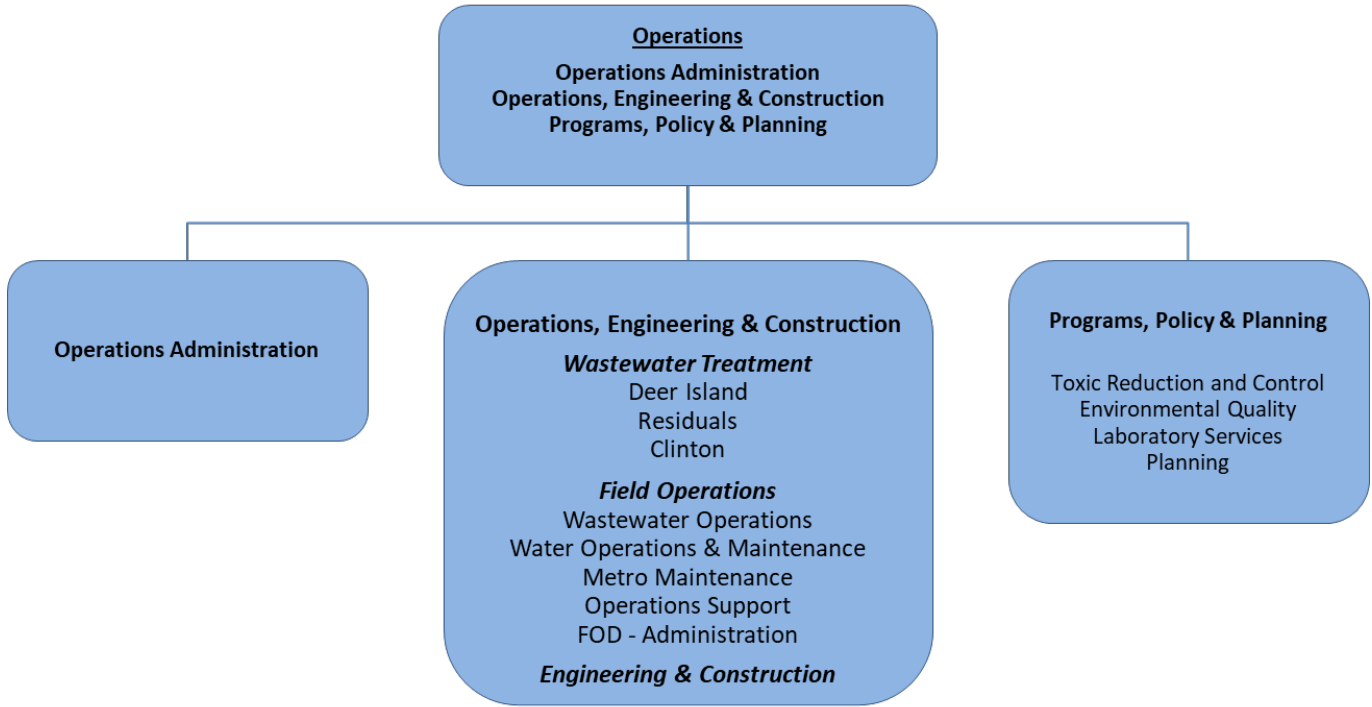 Operations
Operations Administration
Operations, Engineering & Construction
Programs, Policy & Planning
Operations Administration
Operations, Engineering & Construction
Wastewater Treatment
Deer Island
Residuals
Clinton
Field Operations
Wastewater Operations
Water Operations & Maintenance
Metro Maintenance
Operations Support
FOD - Administration
Engineering & Construction
Programs, Policy & Planning
Toxic Reduction and Control
Environmental Quality
Laboratory Services
Planning